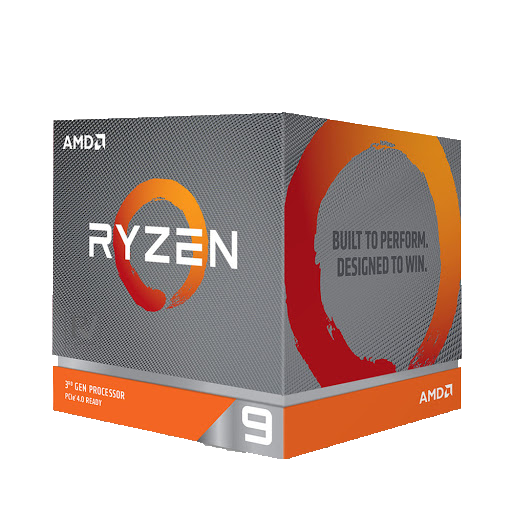 AMD
RYZEN
3RD GEN PROCESSOR
PCIe® 4.0 READY
9
BUILT TO PERFORM.
DESIGNED TO WIN.
AMD